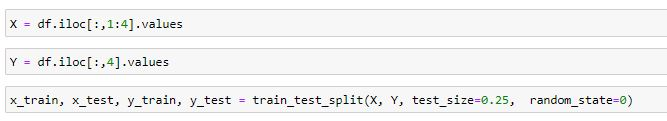 X = df.iloc[:,1:4].values
Y = df.iloc[:,4].values
x_train, x_test, y_train, y_test = train_test_split(X, Y, test_size=0.25,  random_state=0)